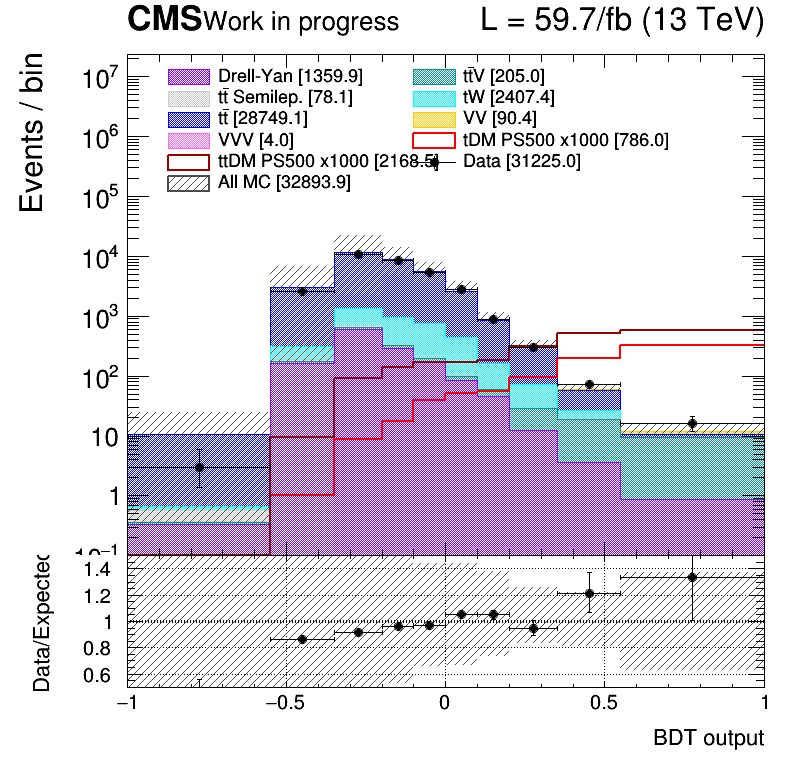 CMS Work in progress L = 59.7/fb (13 TeV)
Events / bin
10⁷
10⁶
10⁵
10⁴
10³
10²
10
1
10⁻¹
Drell-Yan [1359.9] tt̄V [205.0]
tt̄ Semilep. [78.1] tW [2407.4]
tt̄ [28749.1] VV [90.4]
VVV [4.0] tDM PS500 x1000 [786.0]
ttDM PS500 x1000 [2168.5] Data [31225.0]
All MC [32893.9]
Data/Expected
1.4
1.2
1
0.8
0.6
−1 −0.5 0 0.5 1
BDT output